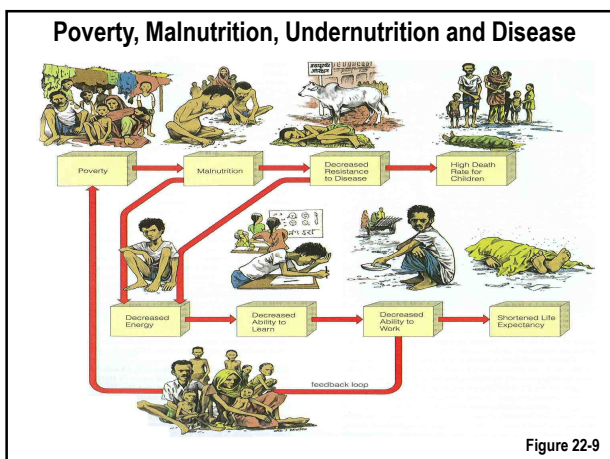 Poverty, Malnutrition, Undernutrition and Disease
Poverty
Malnutrition
Decreased
Resistance
to Disease
High Death
Rate for
Children
Decreased
Energy
Decreased
Ability to
Learn
Decreased
Ability to
Work
Shortened Life
Expectancy
feedback loop
Figure 22-9